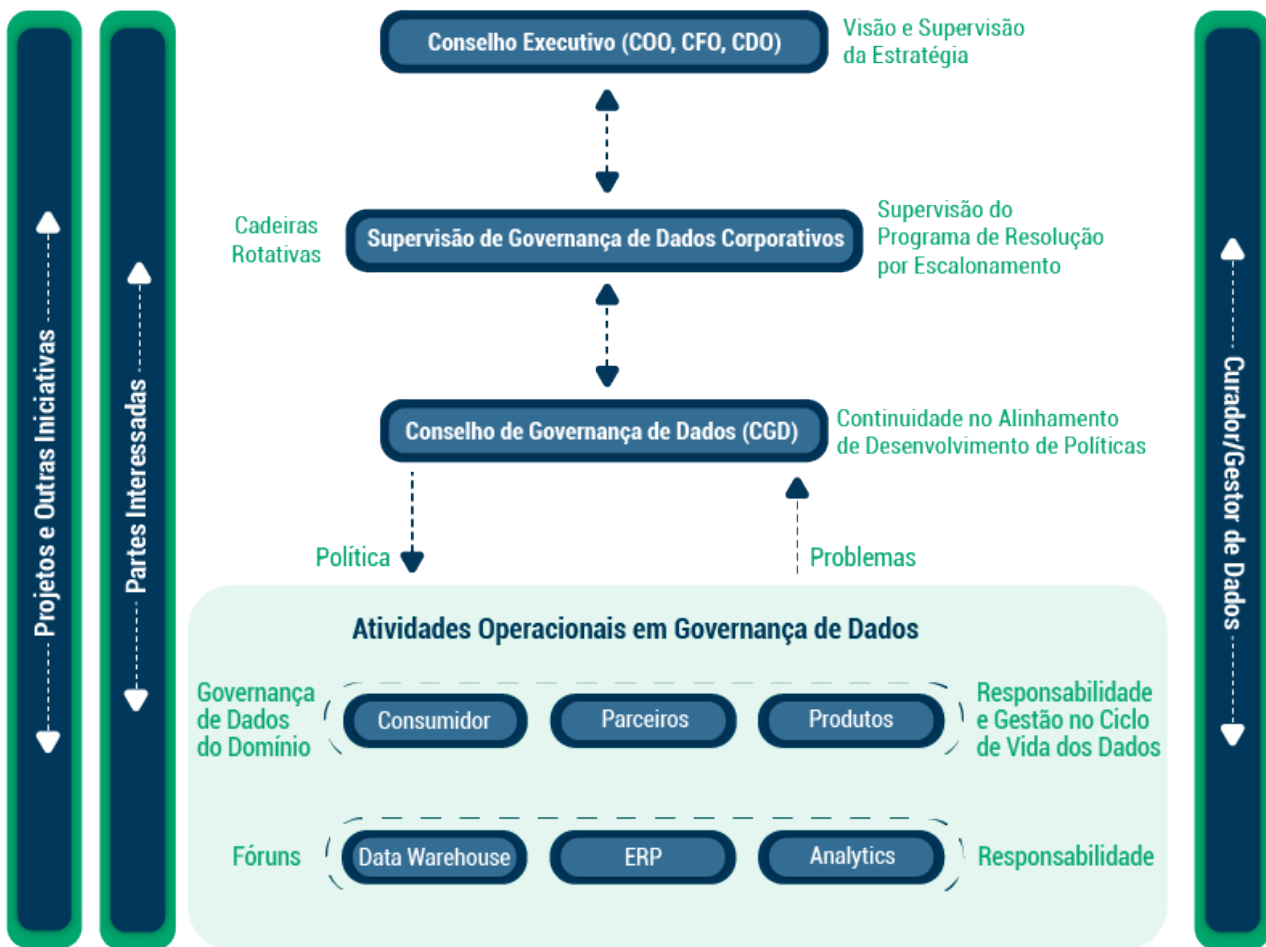 Projetos e Outras Iniciativas
Partes Interessadas
Conselho Executivo (COO, CFO, CDO)
Visão e Supervisão
da Estratégia
Cadeiras
Rotativas
Supervisão de Governança de Dados Corporativos
Supervisão do
Programa de Resolução
por Escalonamento
Conselho de Governança de Dados (CGD)
Continuidade no Alinhamento
de Desenvolvimento de Políticas
Política
Problemas
Atividades Operacionais em Governança de Dados
Governança
de Dados
do Domínio
Consumidor
Parceiros
Produtos
Responsabilidade
e Gestão no Ciclo
de Vida dos Dados
Fóruns
Data Warehouse
ERP
Analytics
Responsabilidade
Curador/Gestor de Dados